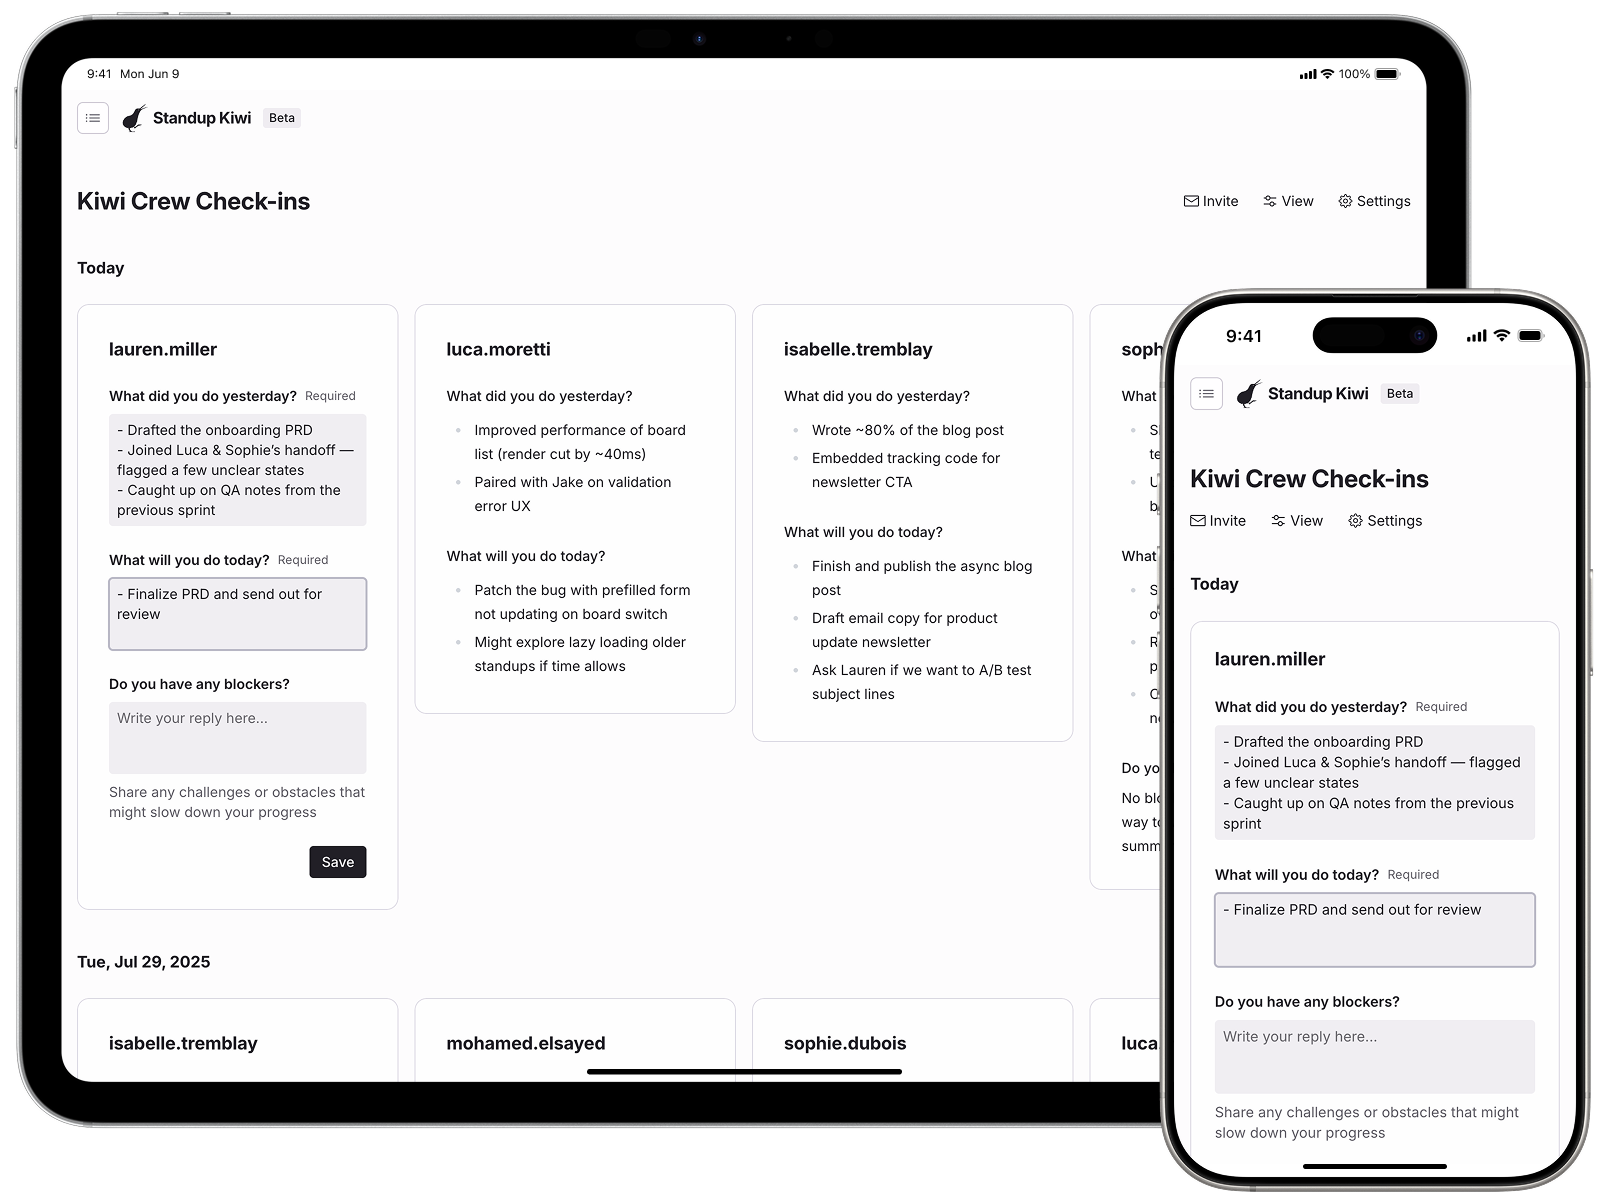 9:41 Mon Jun 9
100%
Standup Kiwi Beta
Kiwi Crew Check-ins
Invite View Settings
Today
lauren.miller
What did you do yesterday? Required
- Drafted the onboarding PRD
- Joined Luca & Sophie's handoff —
flagged a few unclear states
- Caught up on QA notes from the
previous sprint
What will you do today? Required
- Finalize PRD and send out for
review
Do you have any blockers?
Write your reply here...
Share any challenges or obstacles that
might slow down your progress
Save
luca.moretti
What did you do yesterday?
Improved performance of board
list (render cut by ~40ms)
Paired with Jake on validation
error UX
What will you do today?
Patch the bug with prefilled form
not updating on board switch
Might explore lazy loading older
standups if time allows
isabelle.tremblay
What did you do yesterday?
Wrote ~80% of the blog post
Embedded tracking code for
newsletter CTA
What will you do today?
Finish and publish the async blog
post
Draft email copy for product
update newsletter
Ask Lauren if we want to A/B test
subject lines
What
What
No
way
Tue, Jul 29, 2025
isabelle.tremblay
mohamed.elsayed
sophie.dubois
luca.
9:41
Standup Kiwi Beta
Kiwi Crew Check-ins
Invite View Settings
Today
lauren.miller
What did you do yesterday? Required
- Drafted the onboarding PRD
- Joined Luca & Sophie's handoff — flagged
a few unclear states
- Caught up on QA notes from the previous
sprint
What will you do today? Required
- Finalize PRD and send out for review
Do you have any blockers?
Write your reply here...
Share any challenges or obstacles that might
slow down your progress